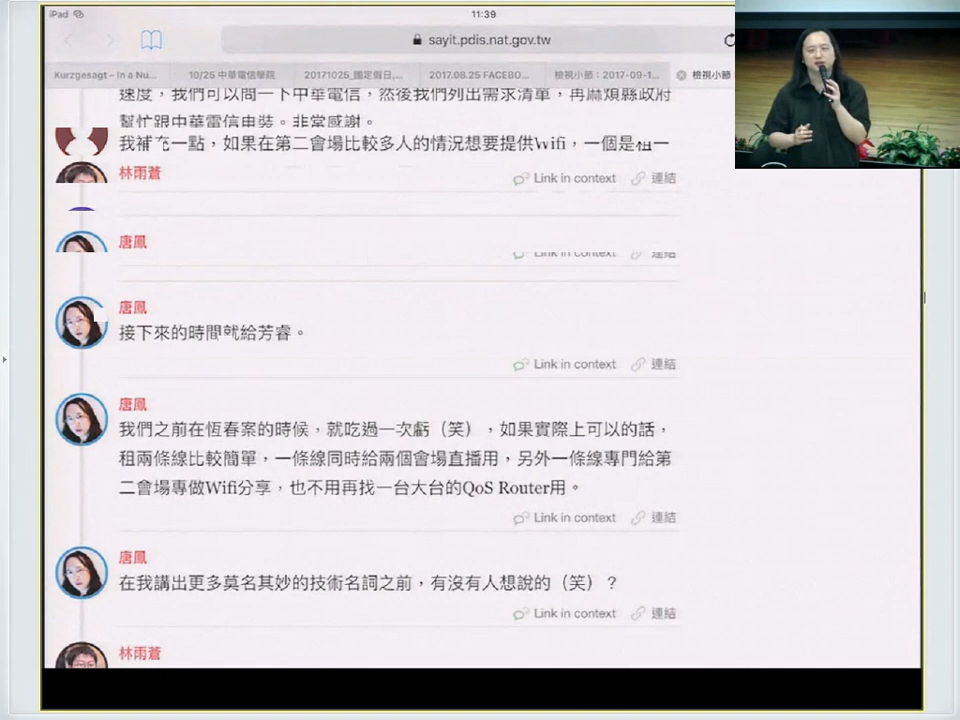 iPad
11:39
sayit.pdis.nat.gov.tw
Kurzgesagt – In a Nu... 10/25 中華電信學院 20171025_國定假日,... 2017.08.25 FACEBO... 檢視小節：2017-09-1... 檢視小節
速度，我們可以問一下中華電信，然後我們列出需求清單，再麻煩縣政府
幫忙跟中華電信申裝。非常感謝。
我補充一點，如果在第二會場比較多人的情況想要提供Wifi，一個是租一
林雨蒼
Link in context 連結
唐鳳
Link in context 連結
唐鳳
接下來的時間就給芳睿。
Link in context 連結
唐鳳
我們之前在恆春案的時候，就吃過一次虧（笑），如果實際上可以的話，
租兩條線比較簡單，一條線同時給兩個會場直播用，另外一條線專門給第
二會場專做Wifi分享，也不用再找一台大台的QoS Router用。
Link in context 連結
唐鳳
在我講出更多莫名其妙的技術名詞之前，有沒有人想說的（笑）？
Link in context 連結
林雨蒼